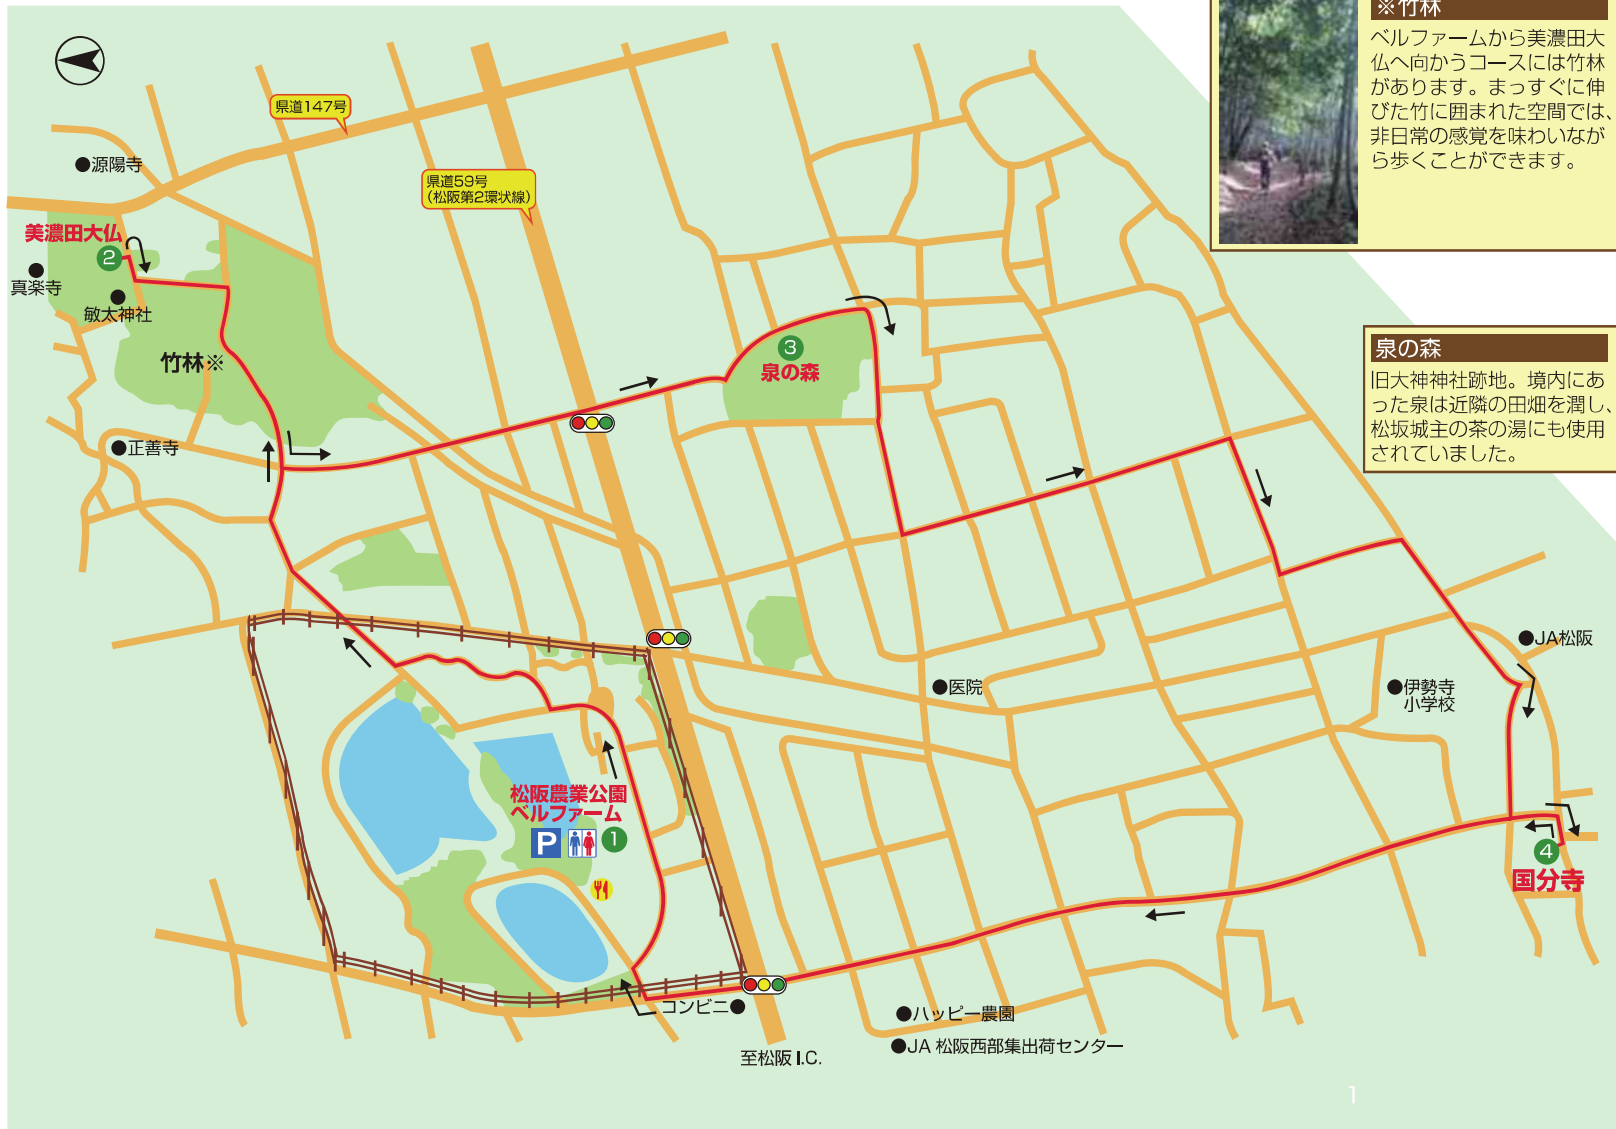 ※竹林
ベルファームから美濃田大
仏へ向かうコースには竹林
があります。まっすぐに伸
びた竹に囲まれた空間では、
非日常の感覚を味わいなが
ら歩くことができます。
県道147号
源陽寺
県道59号
（松阪第2環状線）
美濃田大仏
2
真楽寺
敏太神社
竹林※
3
泉の森
泉の森
旧大神神社跡地。境内にあ
った泉は近隣の田畑を潤し、
松坂城主の茶の湯にも使用
されていました。
正善寺
JA松阪
医院
伊勢寺
小学校
松阪農業公園
ベルファーム
P
1
4
国分寺
コンビニ
ハッピー農園
JA 松阪西部集出荷センター
至松阪 I.C.
1